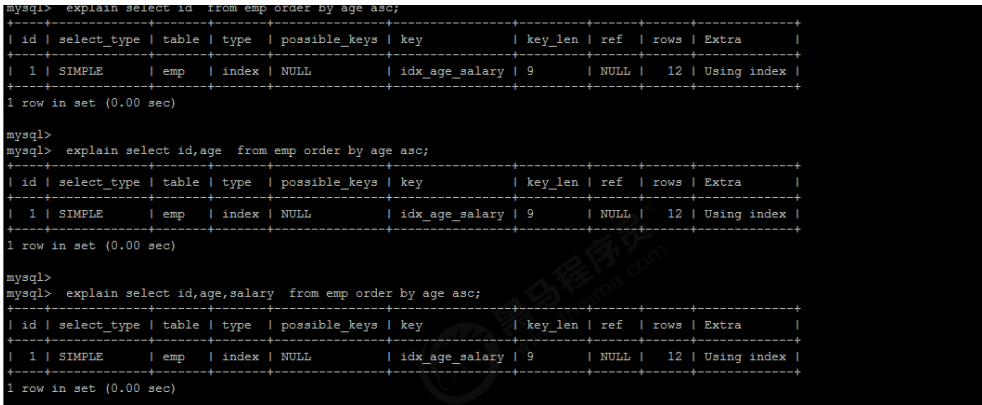 mysql>  explain select id  from emp order by age asc;
+----+-------------+-------+-------+---------------+----------------+---------+------+------+-------------+
| id | select_type | table | type  | possible_keys | key            | key_len | ref  | rows | Extra       |
+----+-------------+-------+-------+---------------+----------------+---------+------+------+-------------+
|  1 | SIMPLE      | emp   | index | NULL          | idx_age_salary | 9       | NULL |   12 | Using index |
+----+-------------+-------+-------+---------------+----------------+---------+------+------+-------------+
1 row in set (0.00 sec)
mysql>
mysql>  explain select id,age  from emp order by age asc;
+----+-------------+-------+-------+---------------+----------------+---------+------+------+-------------+
| id | select_type | table | type  | possible_keys | key            | key_len | ref  | rows | Extra       |
+----+-------------+-------+-------+---------------+----------------+---------+------+------+-------------+
|  1 | SIMPLE      | emp   | index | NULL          | idx_age_salary | 9       | NULL |   12 | Using index |
+----+-------------+-------+-------+---------------+----------------+---------+------+------+-------------+
1 row in set (0.00 sec)
mysql>
mysql>  explain select id,age,salary  from emp order by age asc;
+----+-------------+-------+-------+---------------+----------------+---------+------+------+-------------+
| id | select_type | table | type  | possible_keys | key            | key_len | ref  | rows | Extra       |
+----+-------------+-------+-------+---------------+----------------+---------+------+------+-------------+
|  1 | SIMPLE      | emp   | index | NULL          | idx_age_salary | 9       | NULL |   12 | Using index |
+----+-------------+-------+-------+---------------+----------------+---------+------+------+-------------+
1 row in set (0.00 sec)
黑马程序员
www.itheima.com